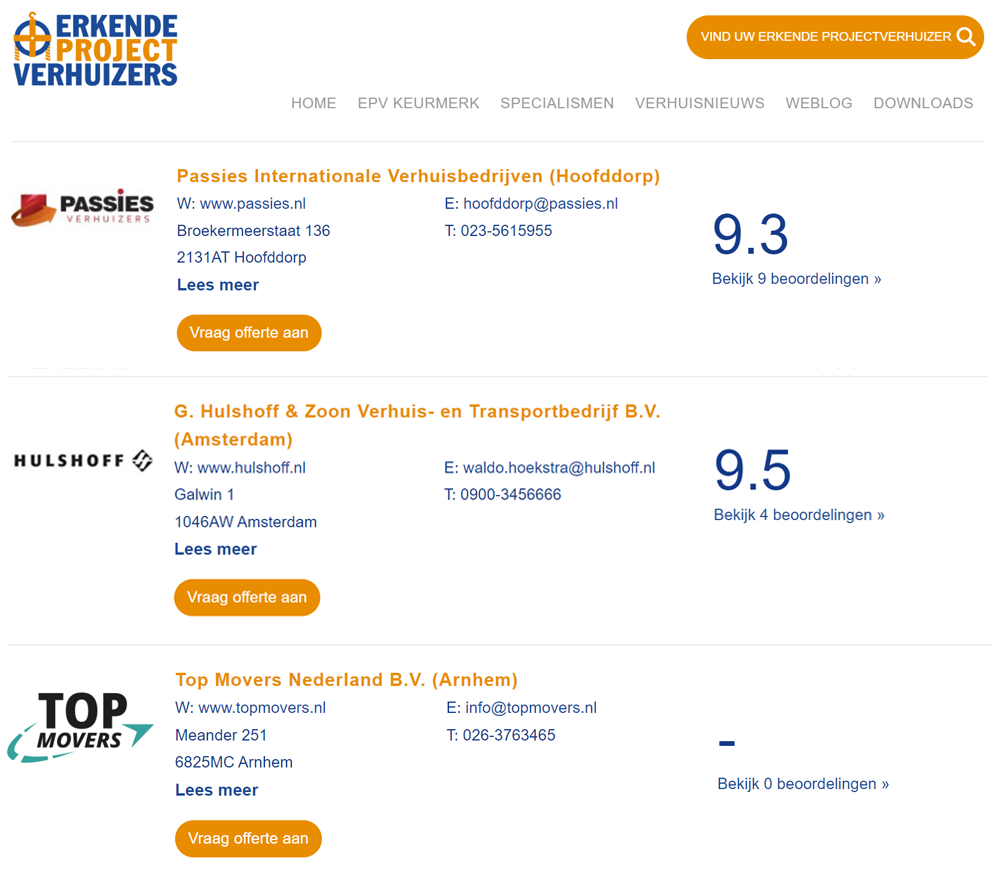 ERKENDE
PROJECT
VERHUIZERS
VIND UW ERKENDE PROJECTVERHUIZER
HOME EPV KEURMERK SPECIALISMEN VERHUISNIEUWS WEBLOG DOWNLOADS
PASSIES
VERHUIZERS
Passies Internationale Verhuisbedrijven (Hoofddorp)
W: www.passies.nl E: hoofddorp@passies.nl
Broekermeerstaat 136 T: 023-5615955
2131AT Hoofddorp
Lees meer
9.3
Bekijk 9 beoordelingen »
Vraag offerte aan
HULSHOFF
G. Hulshoff & Zoon Verhuis- en Transportbedrijf B.V.
(Amsterdam)
W: www.hulshoff.nl E: waldo.hoekstra@hulshoff.nl
Galwin 1 T: 0900-3456666
1046AW Amsterdam
Lees meer
9.5
Bekijk 4 beoordelingen »
Vraag offerte aan
TOP
MOVERS
Top Movers Nederland B.V. (Arnhem)
W: www.topmovers.nl E: info@topmovers.nl
Meander 251 T: 026-3763465
6825MC Arnhem
Lees meer
-
Bekijk 0 beoordelingen »
Vraag offerte aan